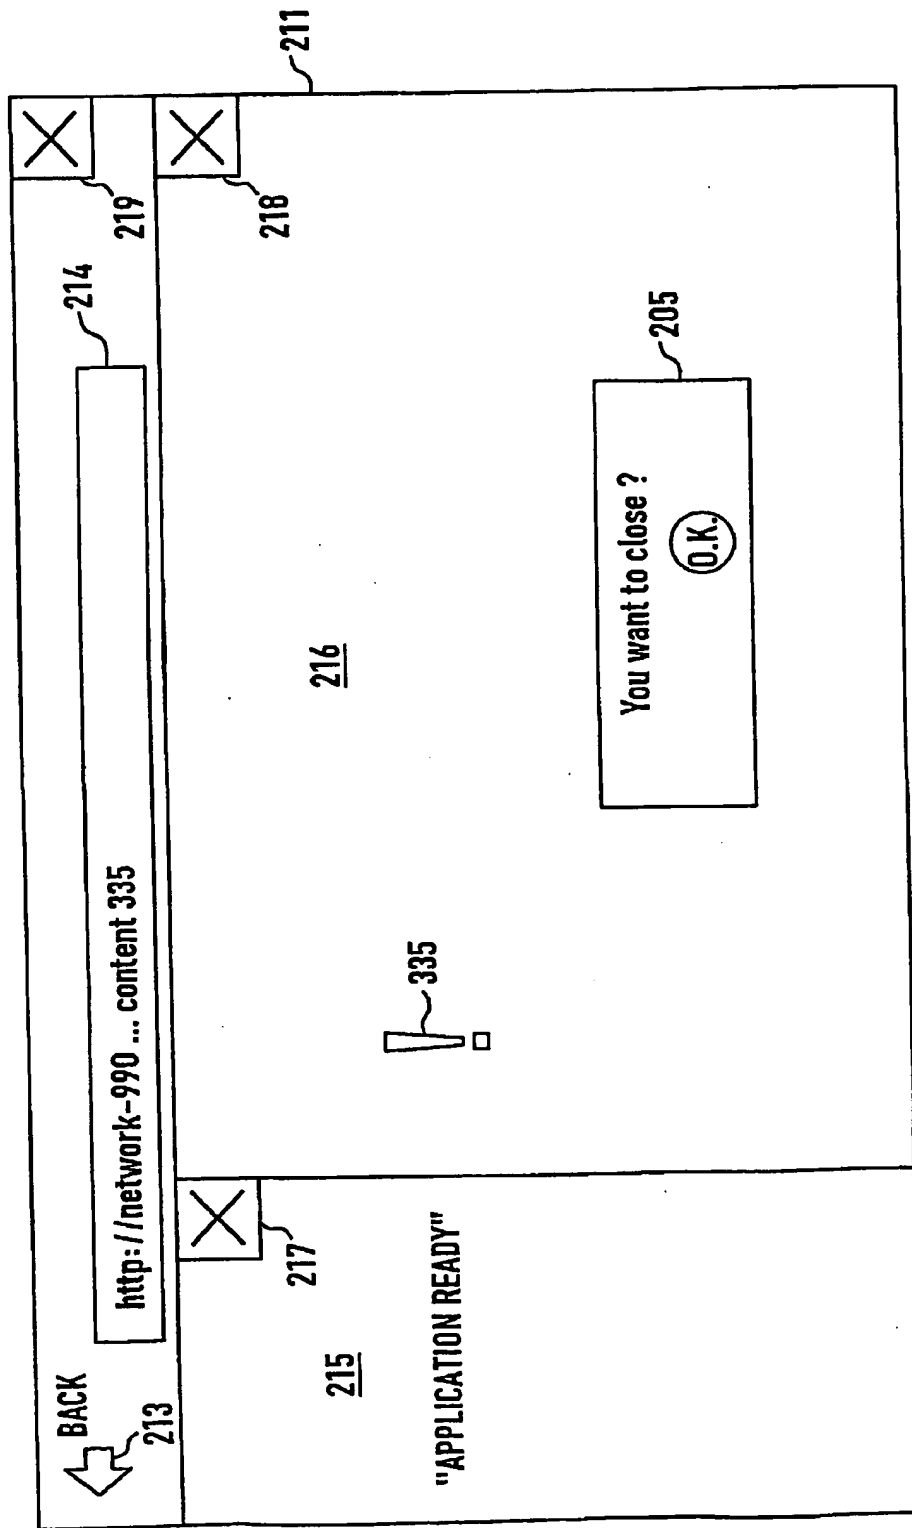 211
219
BACK
213
214
http://network-990 ... content 335
218
217
215
"APPLICATION READY"
216
335
205
You want to close ?
O.K.